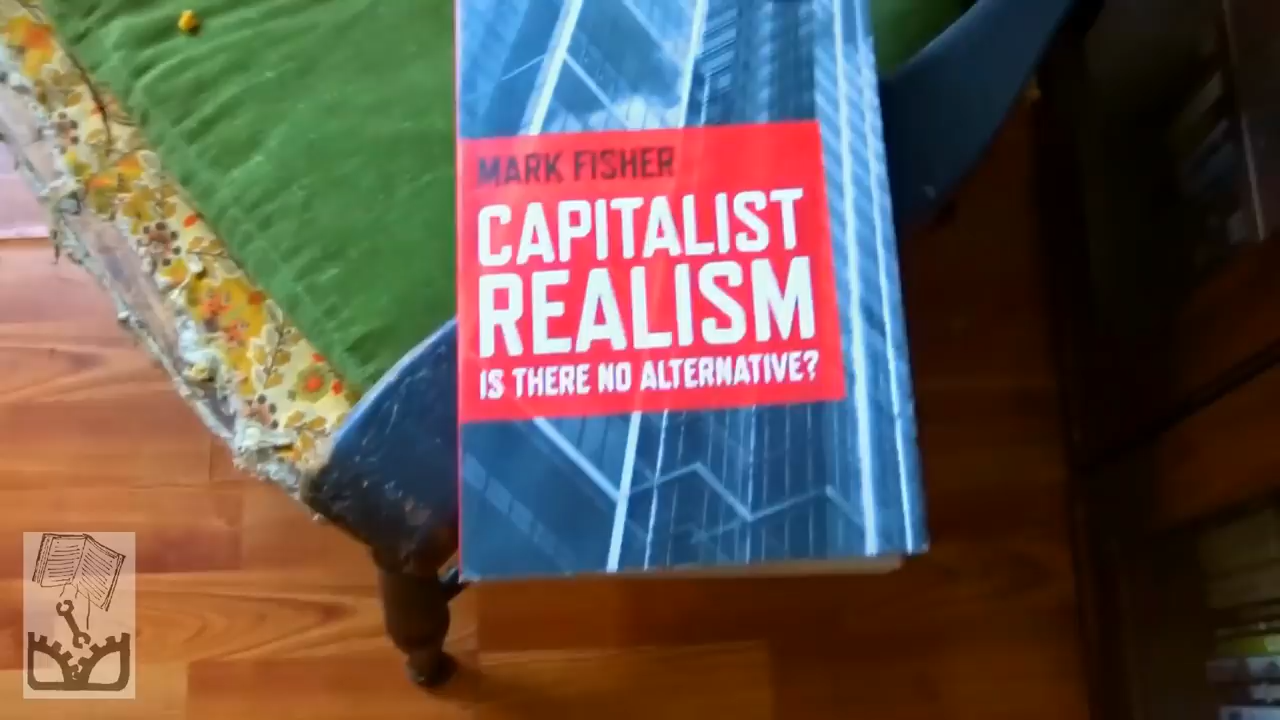 MARK FISHER
CAPITALIST
REALISM
IS THERE NO ALTERNATIVE?